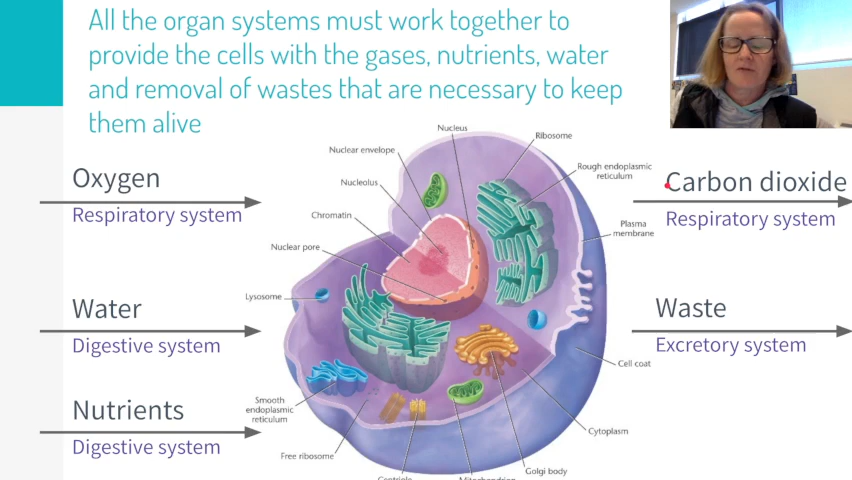 All the organ systems must work together to
provide the cells with the gases, nutrients, water
and removal of wastes that are necessary to keep
them alive
Oxygen
Respiratory system
Water
Digestive system
Nutrients
Digestive system
Nucleus
Ribosome
Nuclear envelope
Rough endoplasmic
reticulum
Nucleolus
Chromatin
Plasma
membrane
Nuclear pore
Lysosome
Cell coat
Smooth
endoplasmic
reticulum
Cytoplasm
Free ribosome
Golgi body
Centriole
Mitochondrion
Carbon dioxide
Respiratory system
Waste
Excretory system